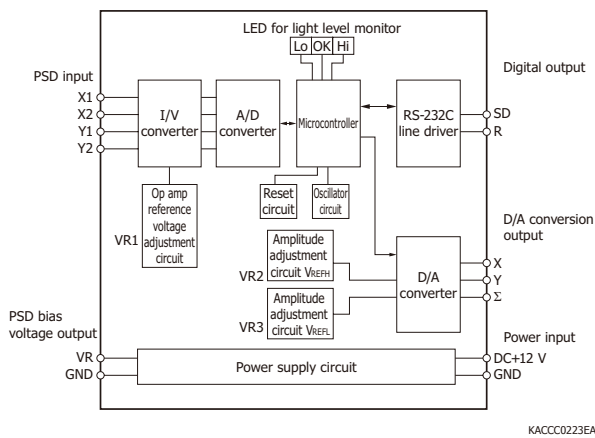 LED for light level monitor
Lo OK Hi
PSD input
X1
X2
Y1
Y2
I/V
converter
A/D
converter
Microcontroller
RS-232C
line driver
Digital output
SD
R
Reset
circuit
Oscillator
circuit
VR1
Op amp
reference
voltage
adjustment
circuit
VR2
Amplitude
adjustment
circuit VREFH
VR3
Amplitude
adjustment
circuit VREFL
D/A
converter
D/A conversion
output
X
Y
Σ
PSD bias
voltage output
VR
GND
Power supply circuit
Power input
DC+12 V
GND
KACCC0223EA